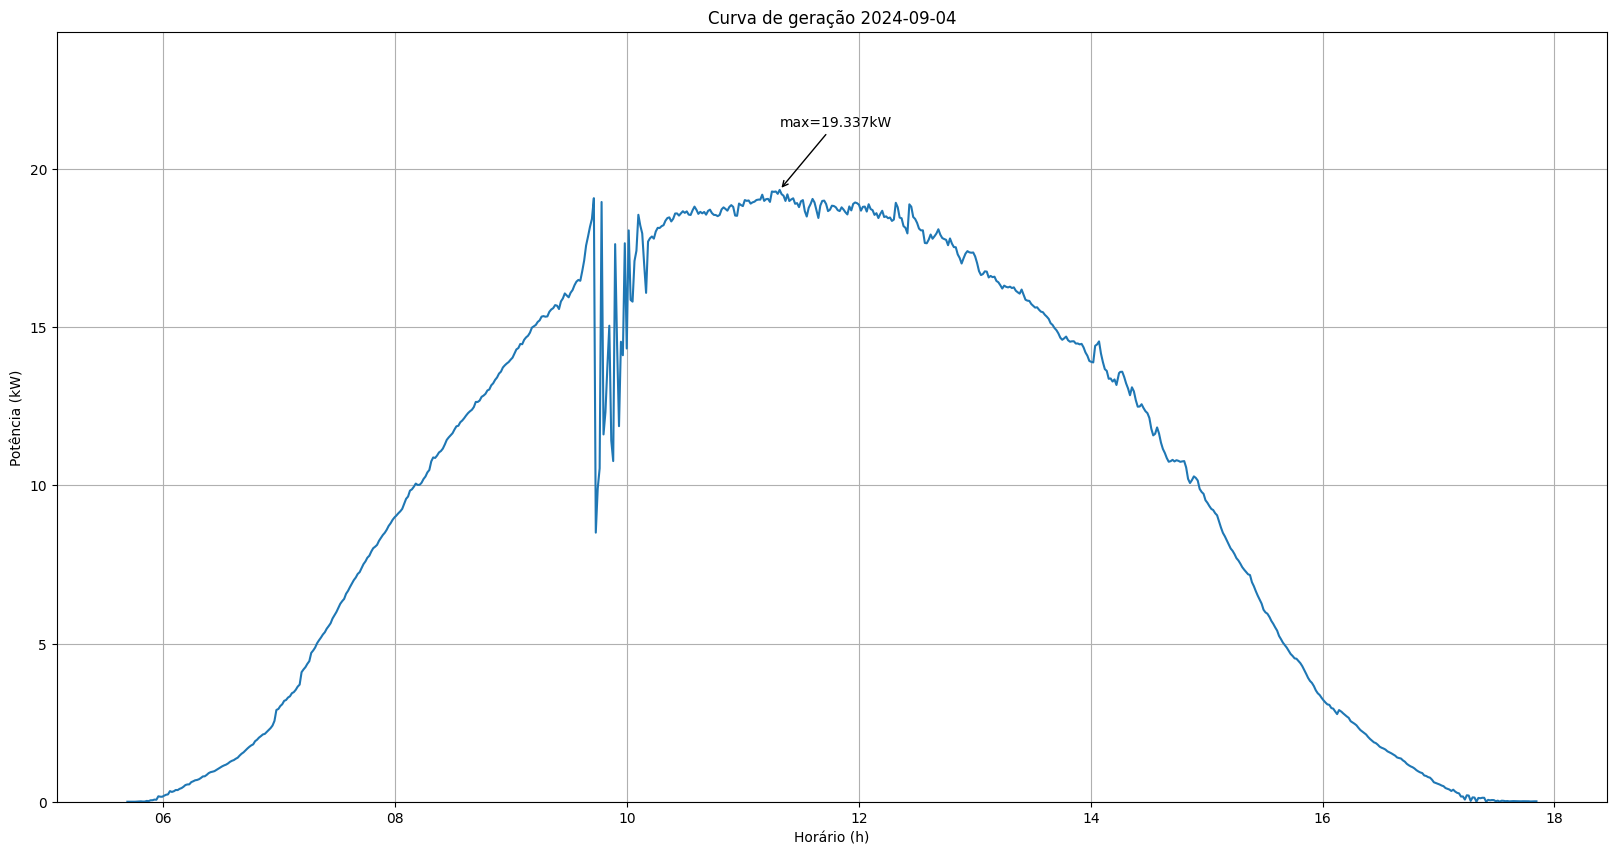 Curva de geração 2024-09-04
max=19.337kW
Potência (kW)
20
15
10
5
0
06 08 10 12 14 16 18
Horário (h)